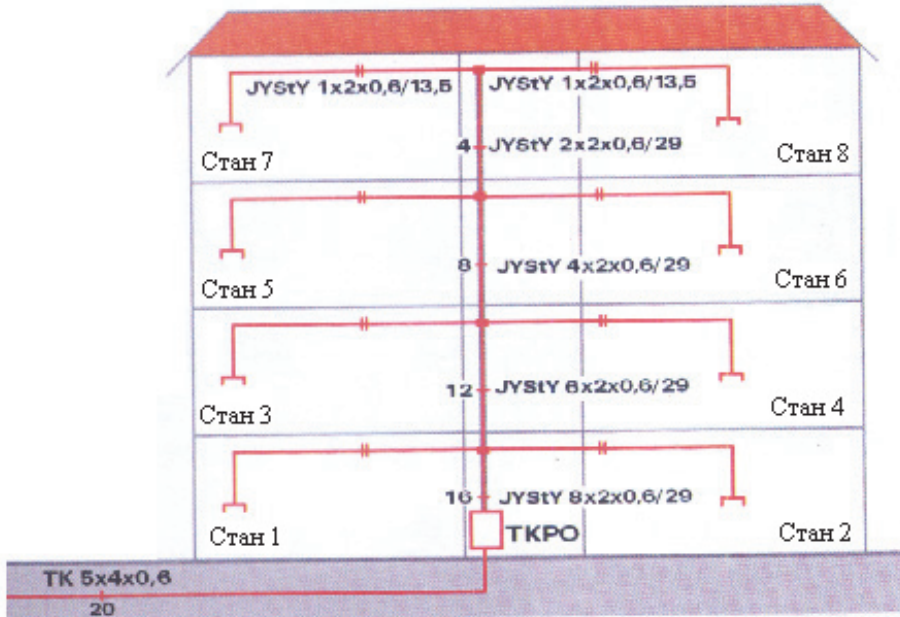 JYStY 1x2x0,6/13,5 JYStY 1x2x0,6/13,5
4 JYStY 2x2x0,6/29
Стан 7 Стан 8
8 JYStY 4x2x0,6/29
Стан 5 Стан 6
12 JYStY 6x2x0,6/29
Стан 3 Стан 4
16 JYStY 8x2x0,6/29
Стан 1 TKPO Стан 2
TK 5x4x0,6
20